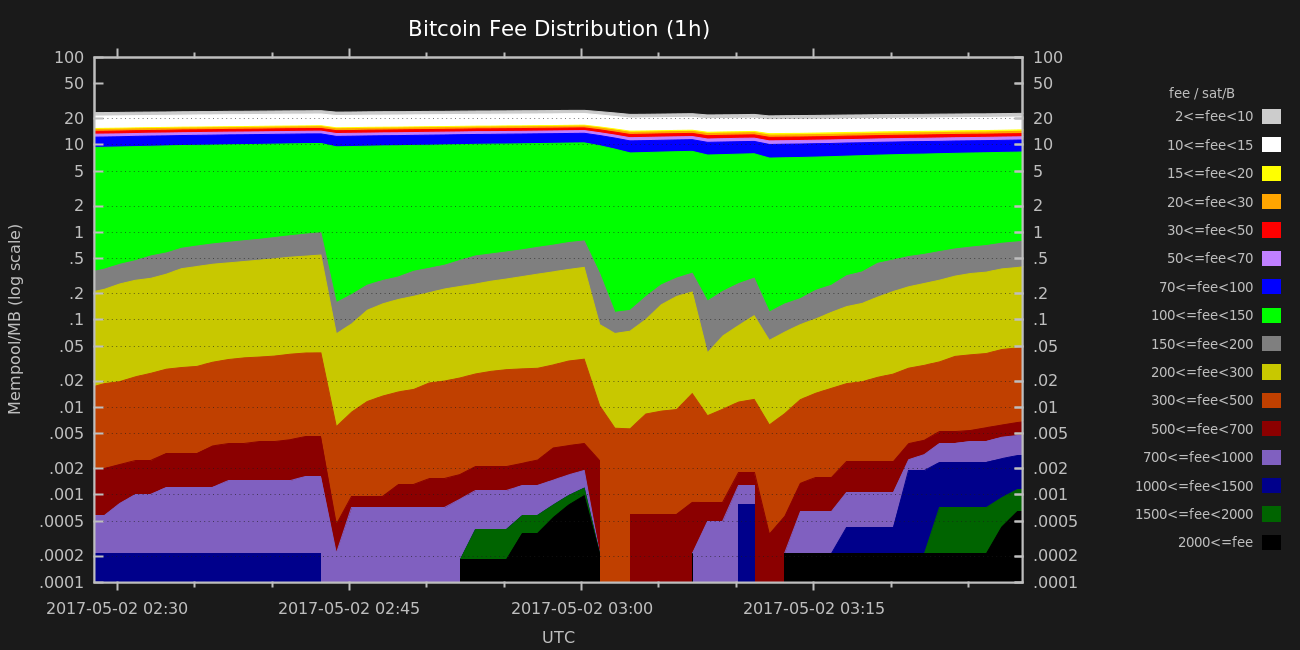 Bitcoin Fee Distribution (1h)
100
50
20
10
5
2
1
.5
.2
.1
.05
.02
.01
.005
.002
.001
.0005
.0002
.0001
Mempool/MB (log scale)
100
50
20
10
5
2
1
.5
.2
.1
.05
.02
.01
.005
.002
.001
.0005
.0002
.0001
2017-05-02 02:30
2017-05-02 02:45
2017-05-02 03:00
2017-05-02 03:15
UTC
fee / sat/B
2<=fee<10
10<=fee<15
15<=fee<20
20<=fee<30
30<=fee<50
50<=fee<70
70<=fee<100
100<=fee<150
150<=fee<200
200<=fee<300
300<=fee<500
500<=fee<700
700<=fee<1000
1000<=fee<1500
1500<=fee<2000
2000<=fee